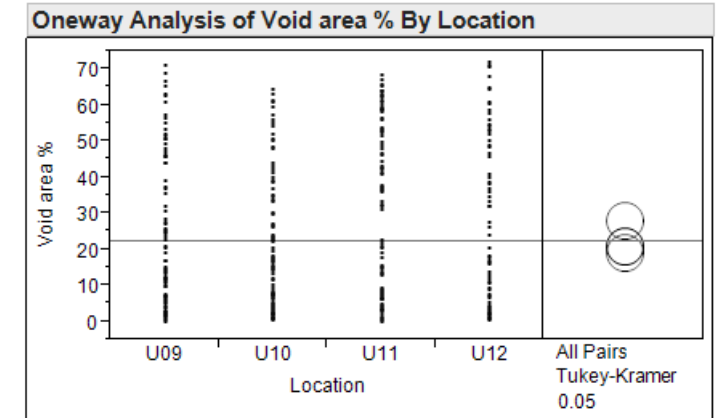 Oneway Analysis of Void area % By Location
Void area %
70
60
50
40
30
20
10
0
U09 U10 U11 U12
Location
All Pairs
Tukey-Kramer
0.05